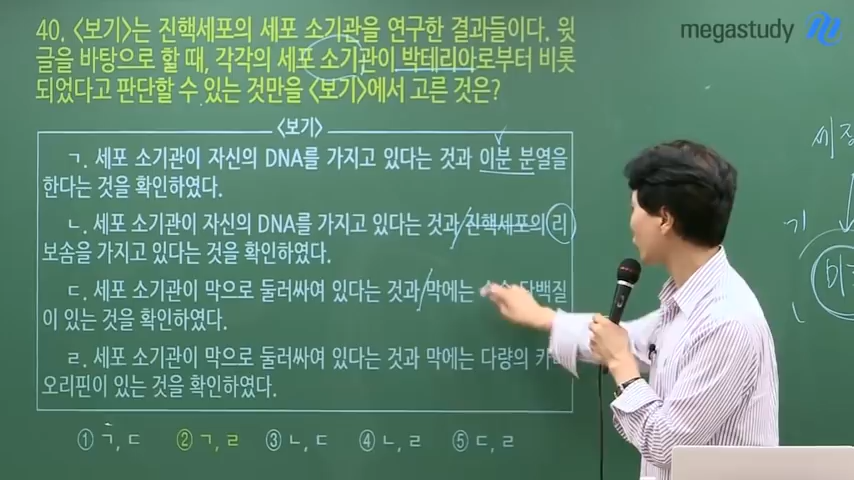 40. <보기>는 진핵세포의 세포 소기관을 연구한 결과들이다. 윗
글을 바탕으로 할 때, 각각의 세포 소기관이 박테리아로부터 비롯
되었다고 판단할 수 있는 것만을 <보기>에서 고른 것은?
megastudy
<보기>
ㄱ. 세포 소기관이 자신의 DNA를 가지고 있다는 것과 이분 분열을
한다는 것을 확인하였다.
ㄴ. 세포 소기관이 자신의 DNA를 가지고 있다는 것과 진핵세포의 리
보솜을 가지고 있다는 것을 확인하였다.
ㄷ. 세포 소기관이 막으로 둘러싸여 있다는 것과 막에는 단백질
이 있는 것을 확인하였다.
ㄹ. 세포 소기관이 막으로 둘러싸여 있다는 것과 막에는 다량의
오리핀이 있는 것을 확인하였다.
① ㄱ, ㄷ ② ㄱ, ㄹ ③ ㄴ, ㄷ ④ ㄴ, ㄹ ⑤ ㄷ, ㄹ